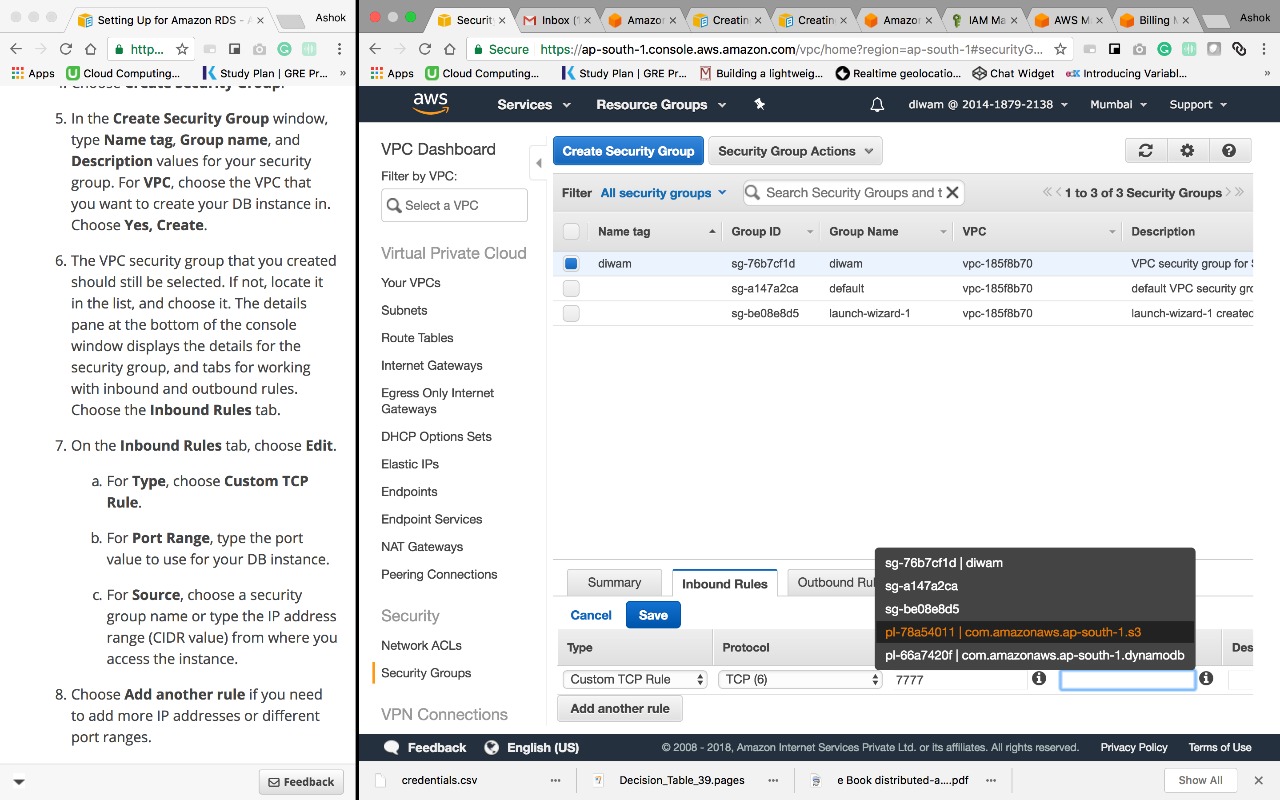 Setting Up for Amazon RDS - A
Ashok
http...
Apps
Cloud Computing...
Study Plan | GRE Pr...
»
5. In the Create Security Group window,
type Name tag, Group name, and
Description values for your security
group. For VPC, choose the VPC that
you want to create your DB instance in.
Choose Yes, Create.
6. The VPC security group that you created
should still be selected. If not, locate it
in the list, and choose it. The details
pane at the bottom of the console
window displays the details for the
security group, and tabs for working
with inbound and outbound rules.
Choose the Inbound Rules tab.
7. On the Inbound Rules tab, choose Edit.
a. For Type, choose Custom TCP
Rule.
b. For Port Range, type the port
value to use for your DB instance.
c. For Source, choose a security
group name or type the IP address
range (CIDR value) from where you
access the instance.
8. Choose Add another rule if you need
to add more IP addresses or different
port ranges.
Feedback
Securit
Inbox (
Amazo
Creatin
Creatin
Amazo
IAM Ma
AWS M
Billing M
Ashok
Secure https://ap-south-1.console.aws.amazon.com/vpc/home?region=ap-south-1#securityG...
Apps
Cloud Computing...
Study Plan | GRE Pr...
Building a lightweig...
Realtime geolocatio...
Chat Widget
Introducing Variabl...
»
aws
Services
Resource Groups
diwam @ 2014-1879-2138
Mumbai
Support
VPC Dashboard
Filter by VPC:
Select a VPC
Virtual Private Cloud
Your VPCs
Subnets
Route Tables
Internet Gateways
Egress Only Internet
Gateways
DHCP Options Sets
Elastic IPs
Endpoints
Endpoint Services
NAT Gateways
Peering Connections
Security
Network ACLs
Security Groups
VPN Connections
Create Security Group
Security Group Actions
Filter All security groups
Search Security Groups and t
1 to 3 of 3 Security Groups
Name tag Group ID Group Name VPC Description
diwam sg-76b7cf1d diwam vpc-185f8b70 VPC security group for
sg-a147a2ca default vpc-185f8b70 default VPC security gr
sg-be08e8d5 launch-wizard-1 vpc-185f8b70 launch-wizard-1 created
Summary
Inbound Rules
Outbound Rul
Cancel
Save
sg-76b7cf1d | diwam
sg-a147a2ca
sg-be08e8d5
pl-78a54011 | com.amazonaws.ap-south-1.s3
pl-66a7420f | com.amazonaws.ap-south-1.dynamodb
Type Protocol Des
Custom TCP Rule TCP (6) 7777
Add another rule
Feedback
English (US)
© 2008 - 2018, Amazon Internet Services Private Ltd. or its affiliates. All rights reserved.
Privacy Policy
Terms of Use
credentials.csv
Decision_Table_39.pages
e Book distributed-a....pdf
Show All